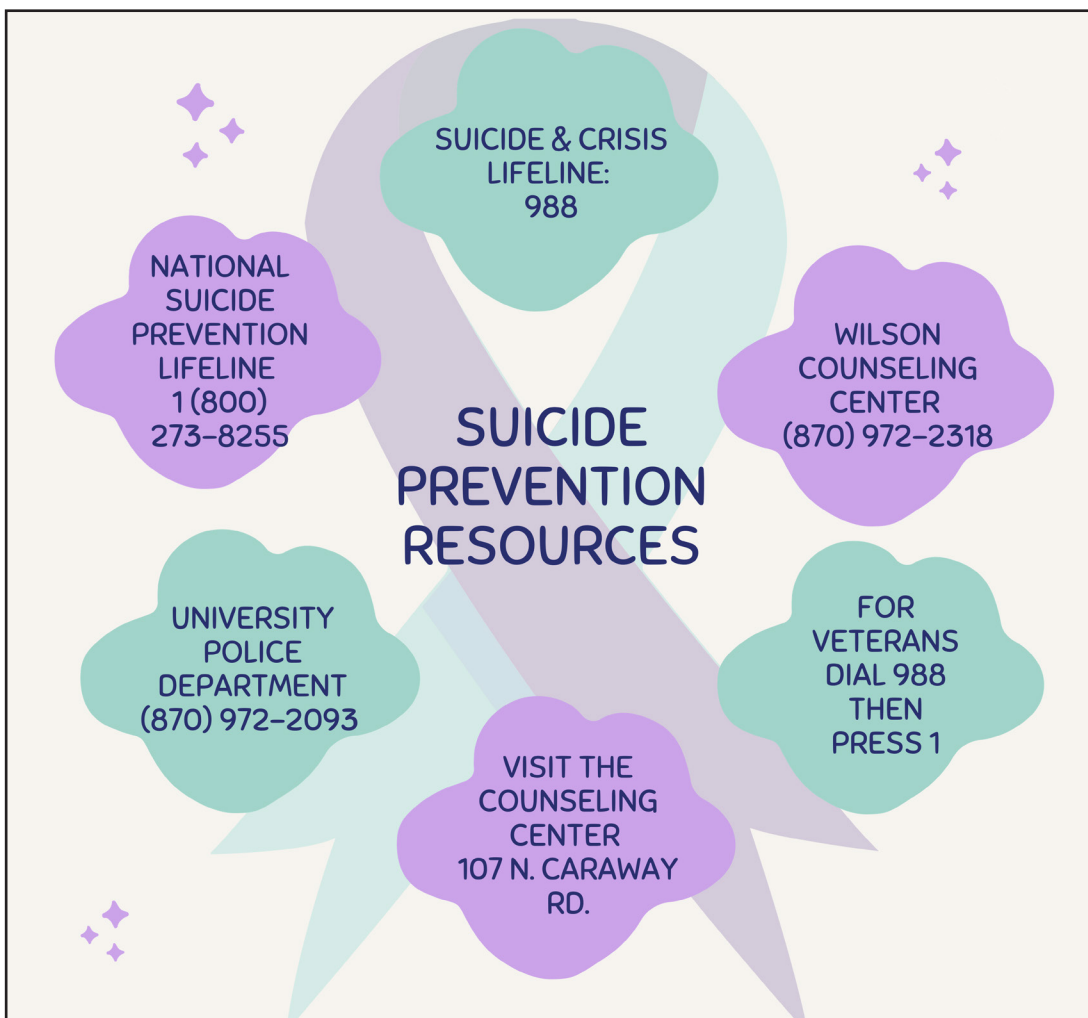 SUICIDE & CRISIS
LIFELINE:
988
NATIONAL
SUICIDE
PREVENTION
LIFELINE
1 (800)
273–8255
WILSON
COUNSELING
CENTER
(870) 972–2318
SUICIDE
PREVENTION
RESOURCES
UNIVERSITY
POLICE
DEPARTMENT
(870) 972–2093
FOR
VETERANS
DIAL 988
THEN
PRESS 1
VISIT THE
COUNSELING
CENTER
107 N. CARAWAY
RD.